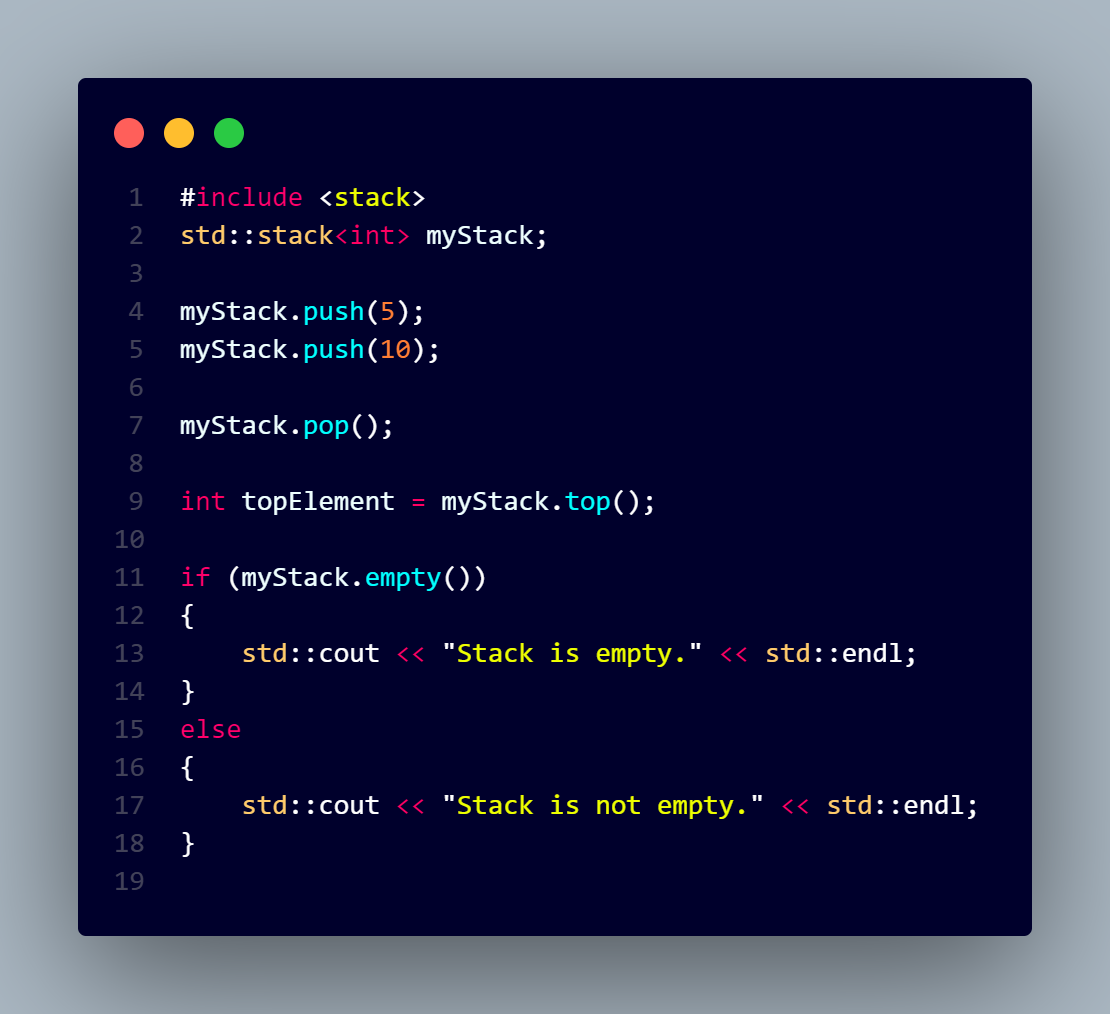 1 #include <stack>
2 std::stack<int> myStack;
3
4 myStack.push(5);
5 myStack.push(10);
6
7 myStack.pop();
8
9 int topElement = myStack.top();
10
11 if (myStack.empty())
12 {
13     std::cout << "Stack is empty." << std::endl;
14 }
15 else
16 {
17     std::cout << "Stack is not empty." << std::endl;
18 }
19